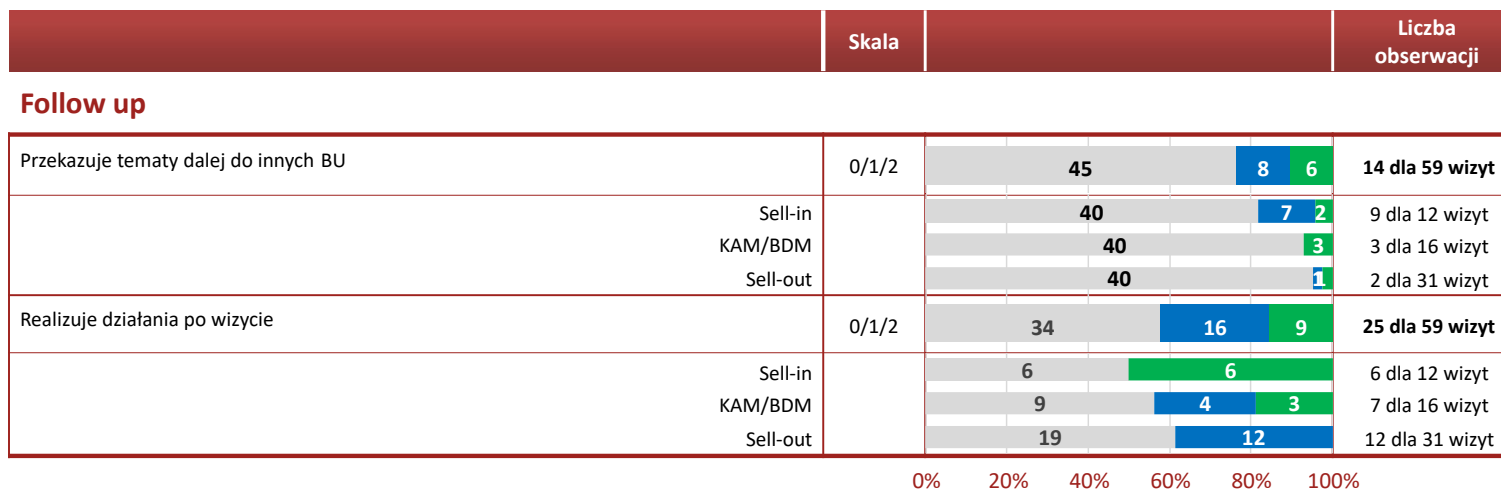 Skala
Liczba
obserwacji
Follow up
Przekazuje tematy dalej do innych BU 0/1/2 45 8 6 14 dla 59 wizyt
Sell-in 40 7 2 9 dla 12 wizyt
KAM/BDM 40 3 3 dla 16 wizyt
Sell-out 40 1 2 dla 31 wizyt
Realizuje działania po wizycie 0/1/2 34 16 9 25 dla 59 wizyt
Sell-in 6 6 6 dla 12 wizyt
KAM/BDM 9 4 3 7 dla 16 wizyt
Sell-out 19 12 12 dla 31 wizyt
0% 20% 40% 60% 80% 100%